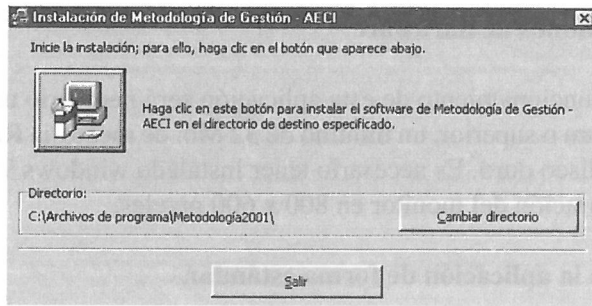 Instalación de Metodología de Gestión - AECI
Inicie la instalación; para ello, haga clic en el botón que aparece abajo.
Haga clic en este botón para instalar el software de Metodología de Gestión -
AECI en el directorio de destino especificado.
Directorio:
C:\Archivos de programa\Metodología2001\
Cambiar directorio
Salir